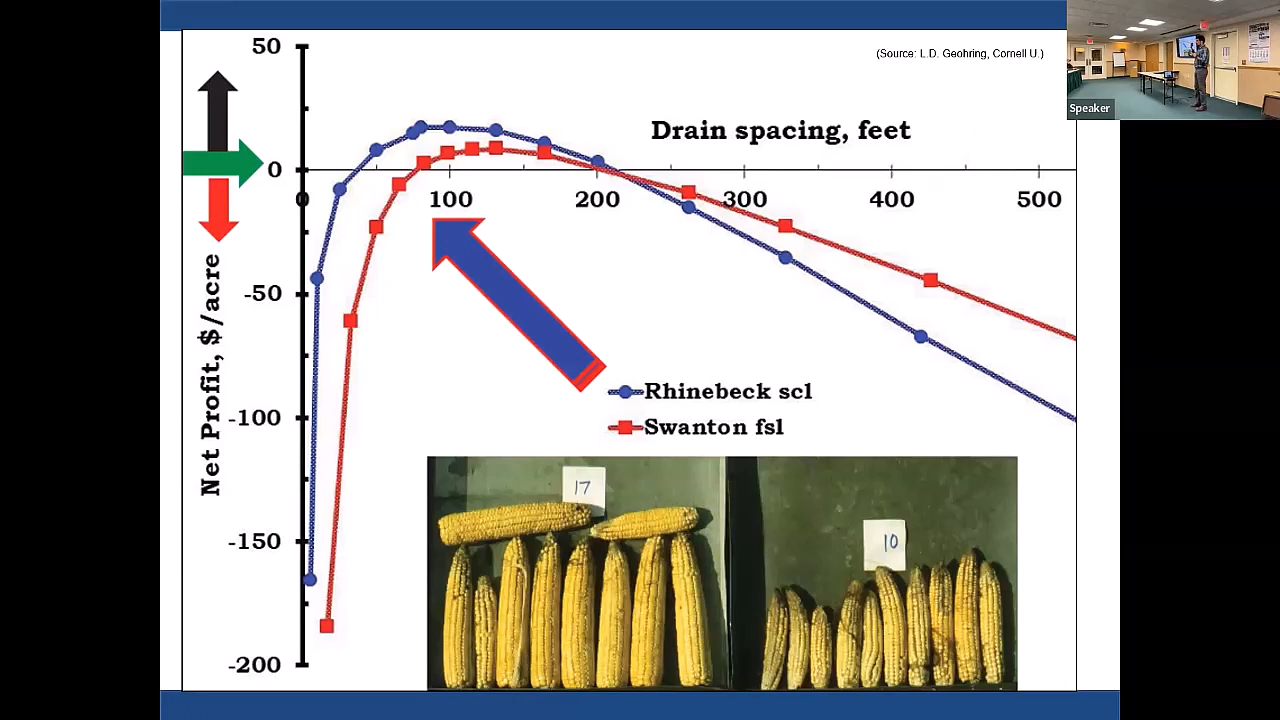 50
(Source: L.D. Geohring, Cornell U.)
Speaker
Drain spacing, feet
0
0
100
200
300
400
500
Net Profit, $/acre
-50
-100
-150
-200
Rhinebeck scl
Swanton fsl
17
10